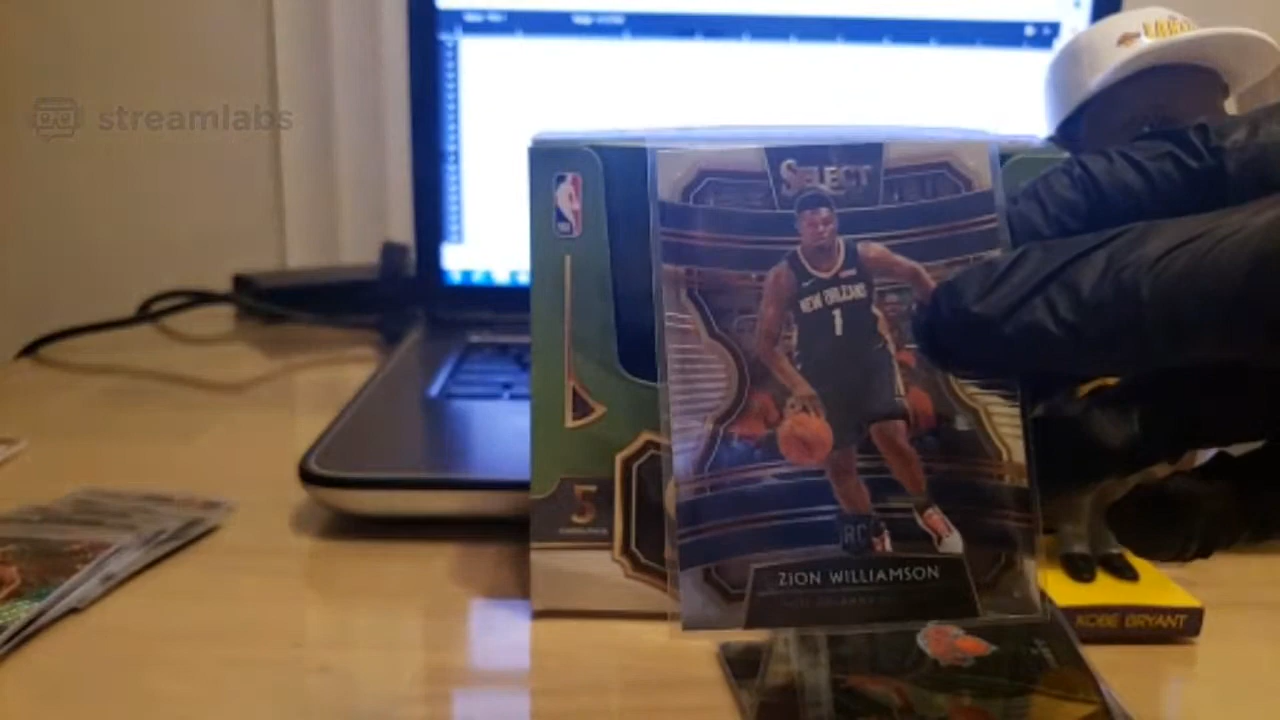 streamlabs
SELECT
NEW ORLEANS
1
RC
ZION WILLIAMSON
5
KOBE BRYANT